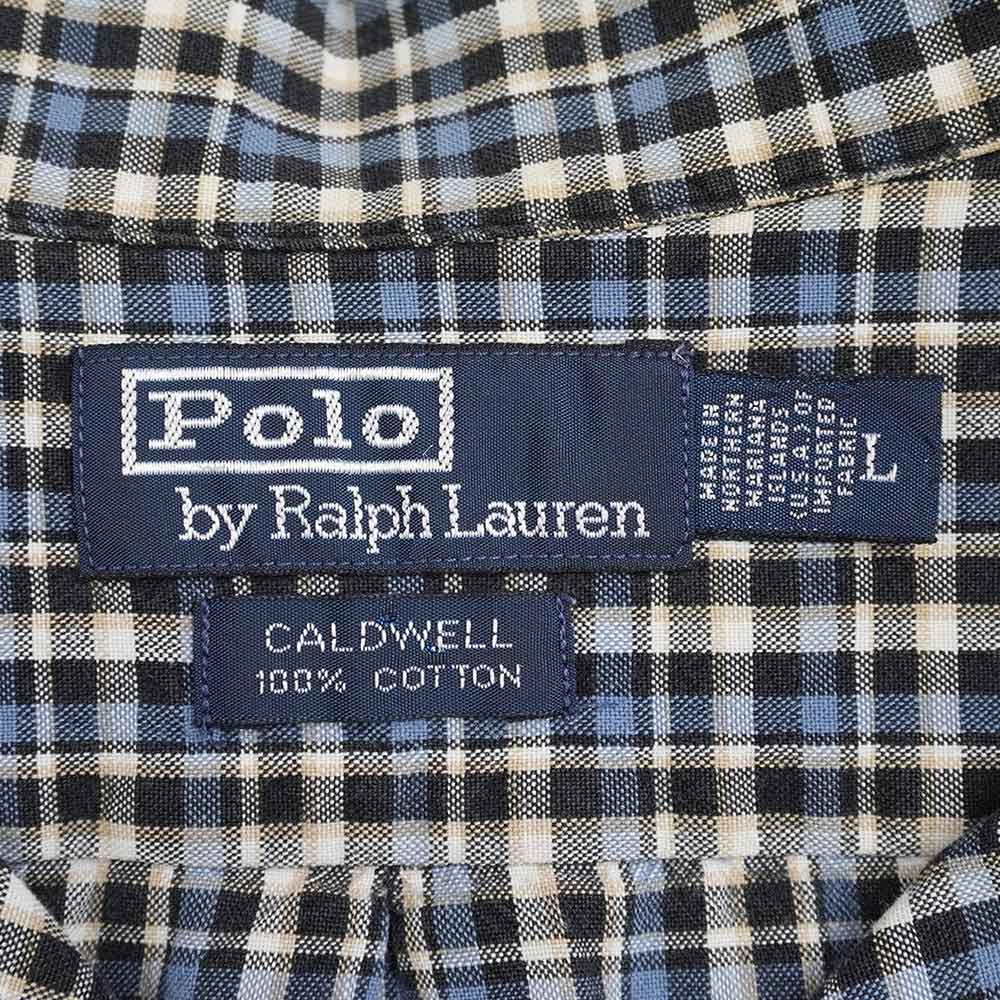 Polo
by Ralph Lauren
MADE IN
NORTHERN
MARIANA
ISLANDS
(U.S.A.) OF
IMPORTED
FABRIC
L
CALDWELL
100% COTTON